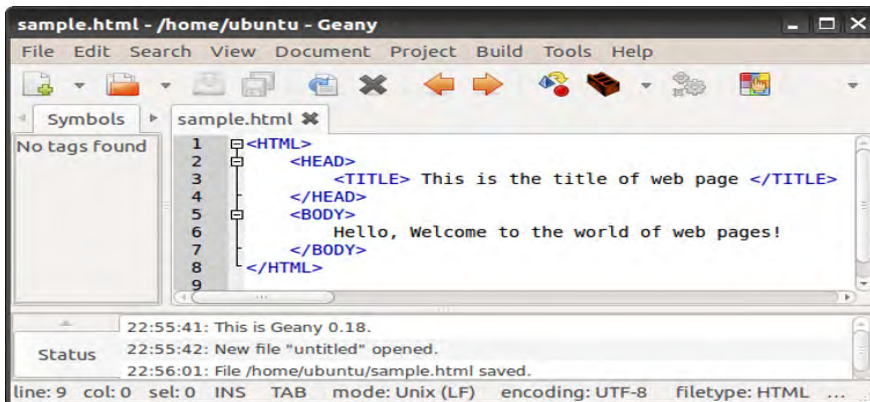 sample.html - /home/ubuntu - Geany
File Edit Search View Document Project Build Tools Help
Symbols sample.html
No tags found
1 <HTML>
2 <HEAD>
3 <TITLE> This is the title of web page </TITLE>
4 </HEAD>
5 <BODY>
6 Hello, Welcome to the world of web pages!
7 </BODY>
8 </HTML>
9
Status
22:55:41: This is Geany 0.18.
22:55:42: New file "untitled" opened.
22:56:01: File /home/ubuntu/sample.html saved.
line: 9 col: 0 sel: 0 INS TAB mode: Unix (LF) encoding: UTF-8 filetype: HTML ...